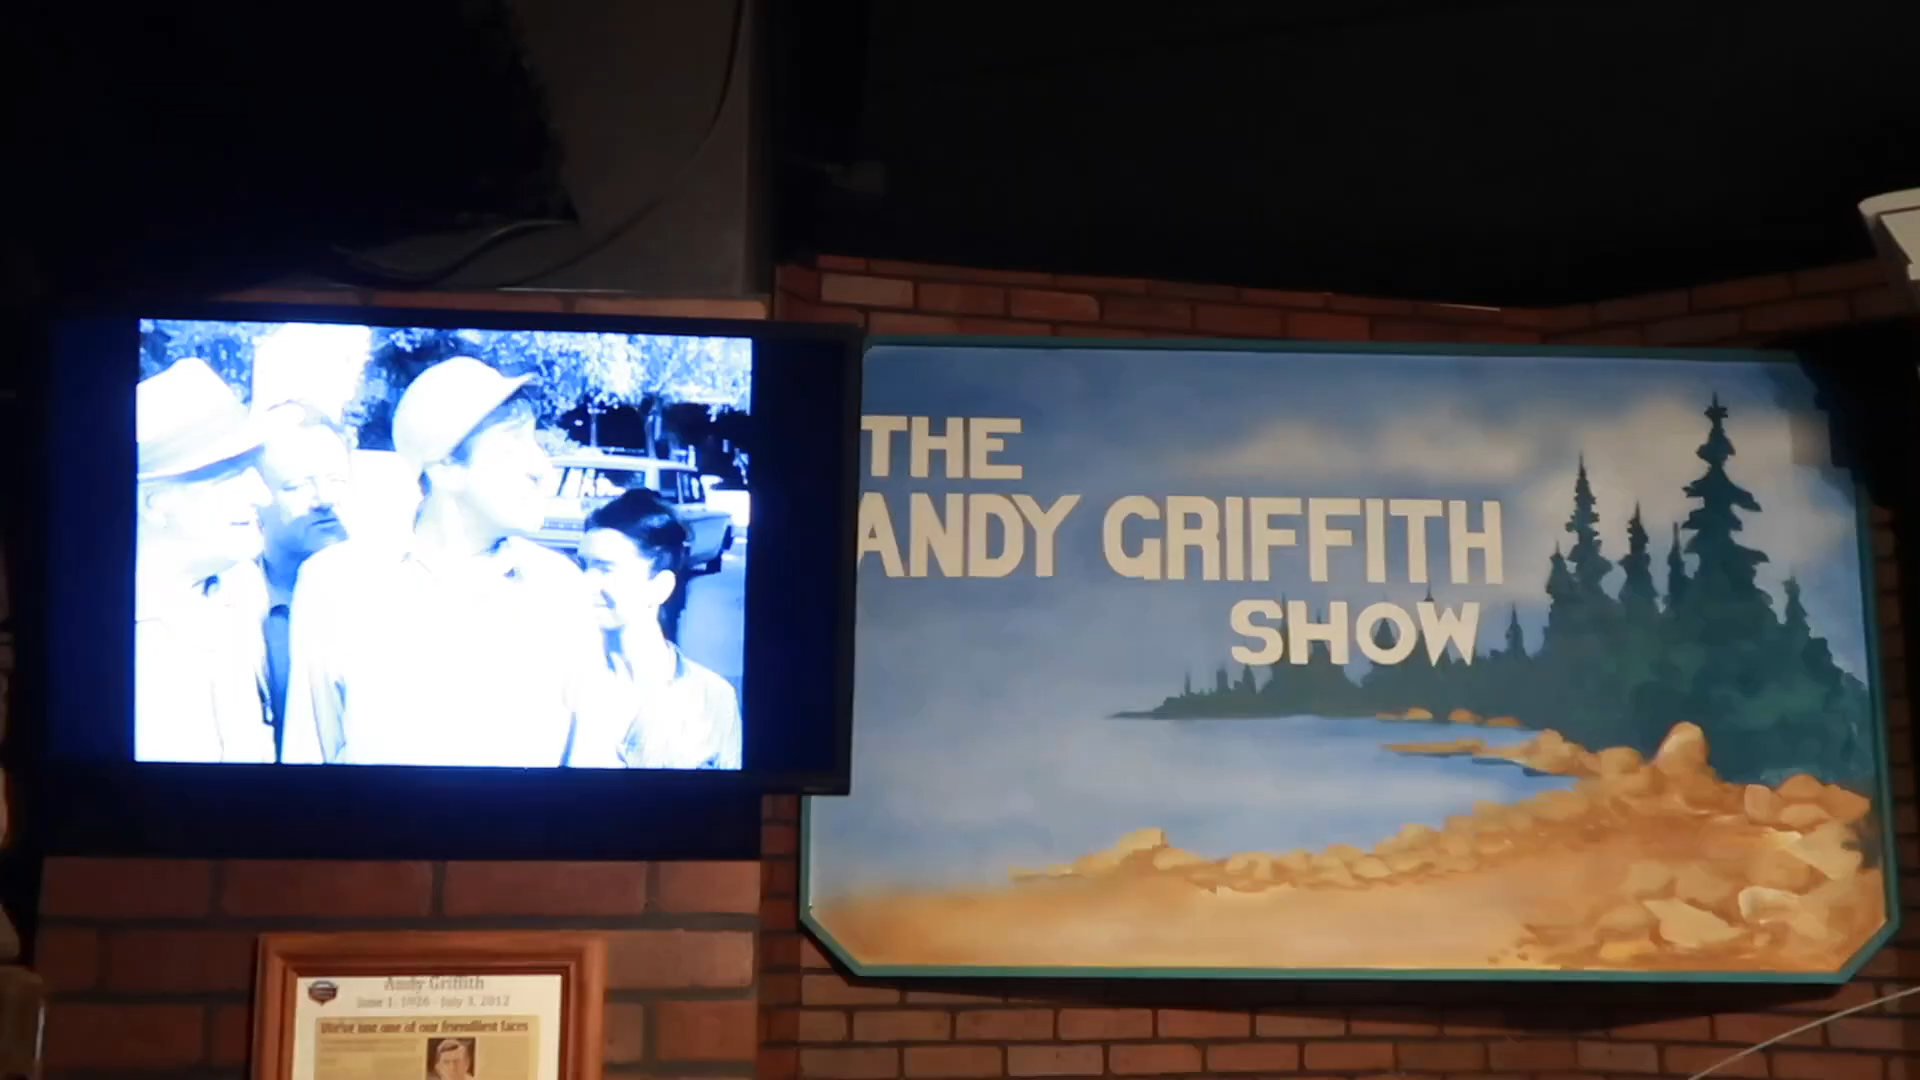 THE
ANDY GRIFFITH
SHOW
Andy Griffith
June 1, 1926 - July 3, 2012
We've lost one of our friendliest faces